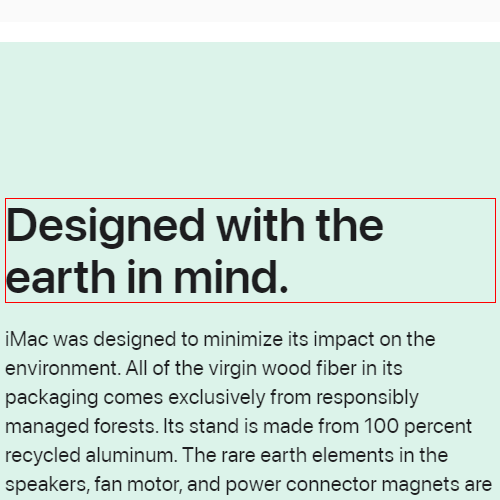 Designed with the
earth in mind.
iMac was designed to minimize its impact on the
environment. All of the virgin wood fiber in its
packaging comes exclusively from responsibly
managed forests. Its stand is made from 100 percent
recycled aluminum. The rare earth elements in the
speakers, fan motor, and power connector magnets are